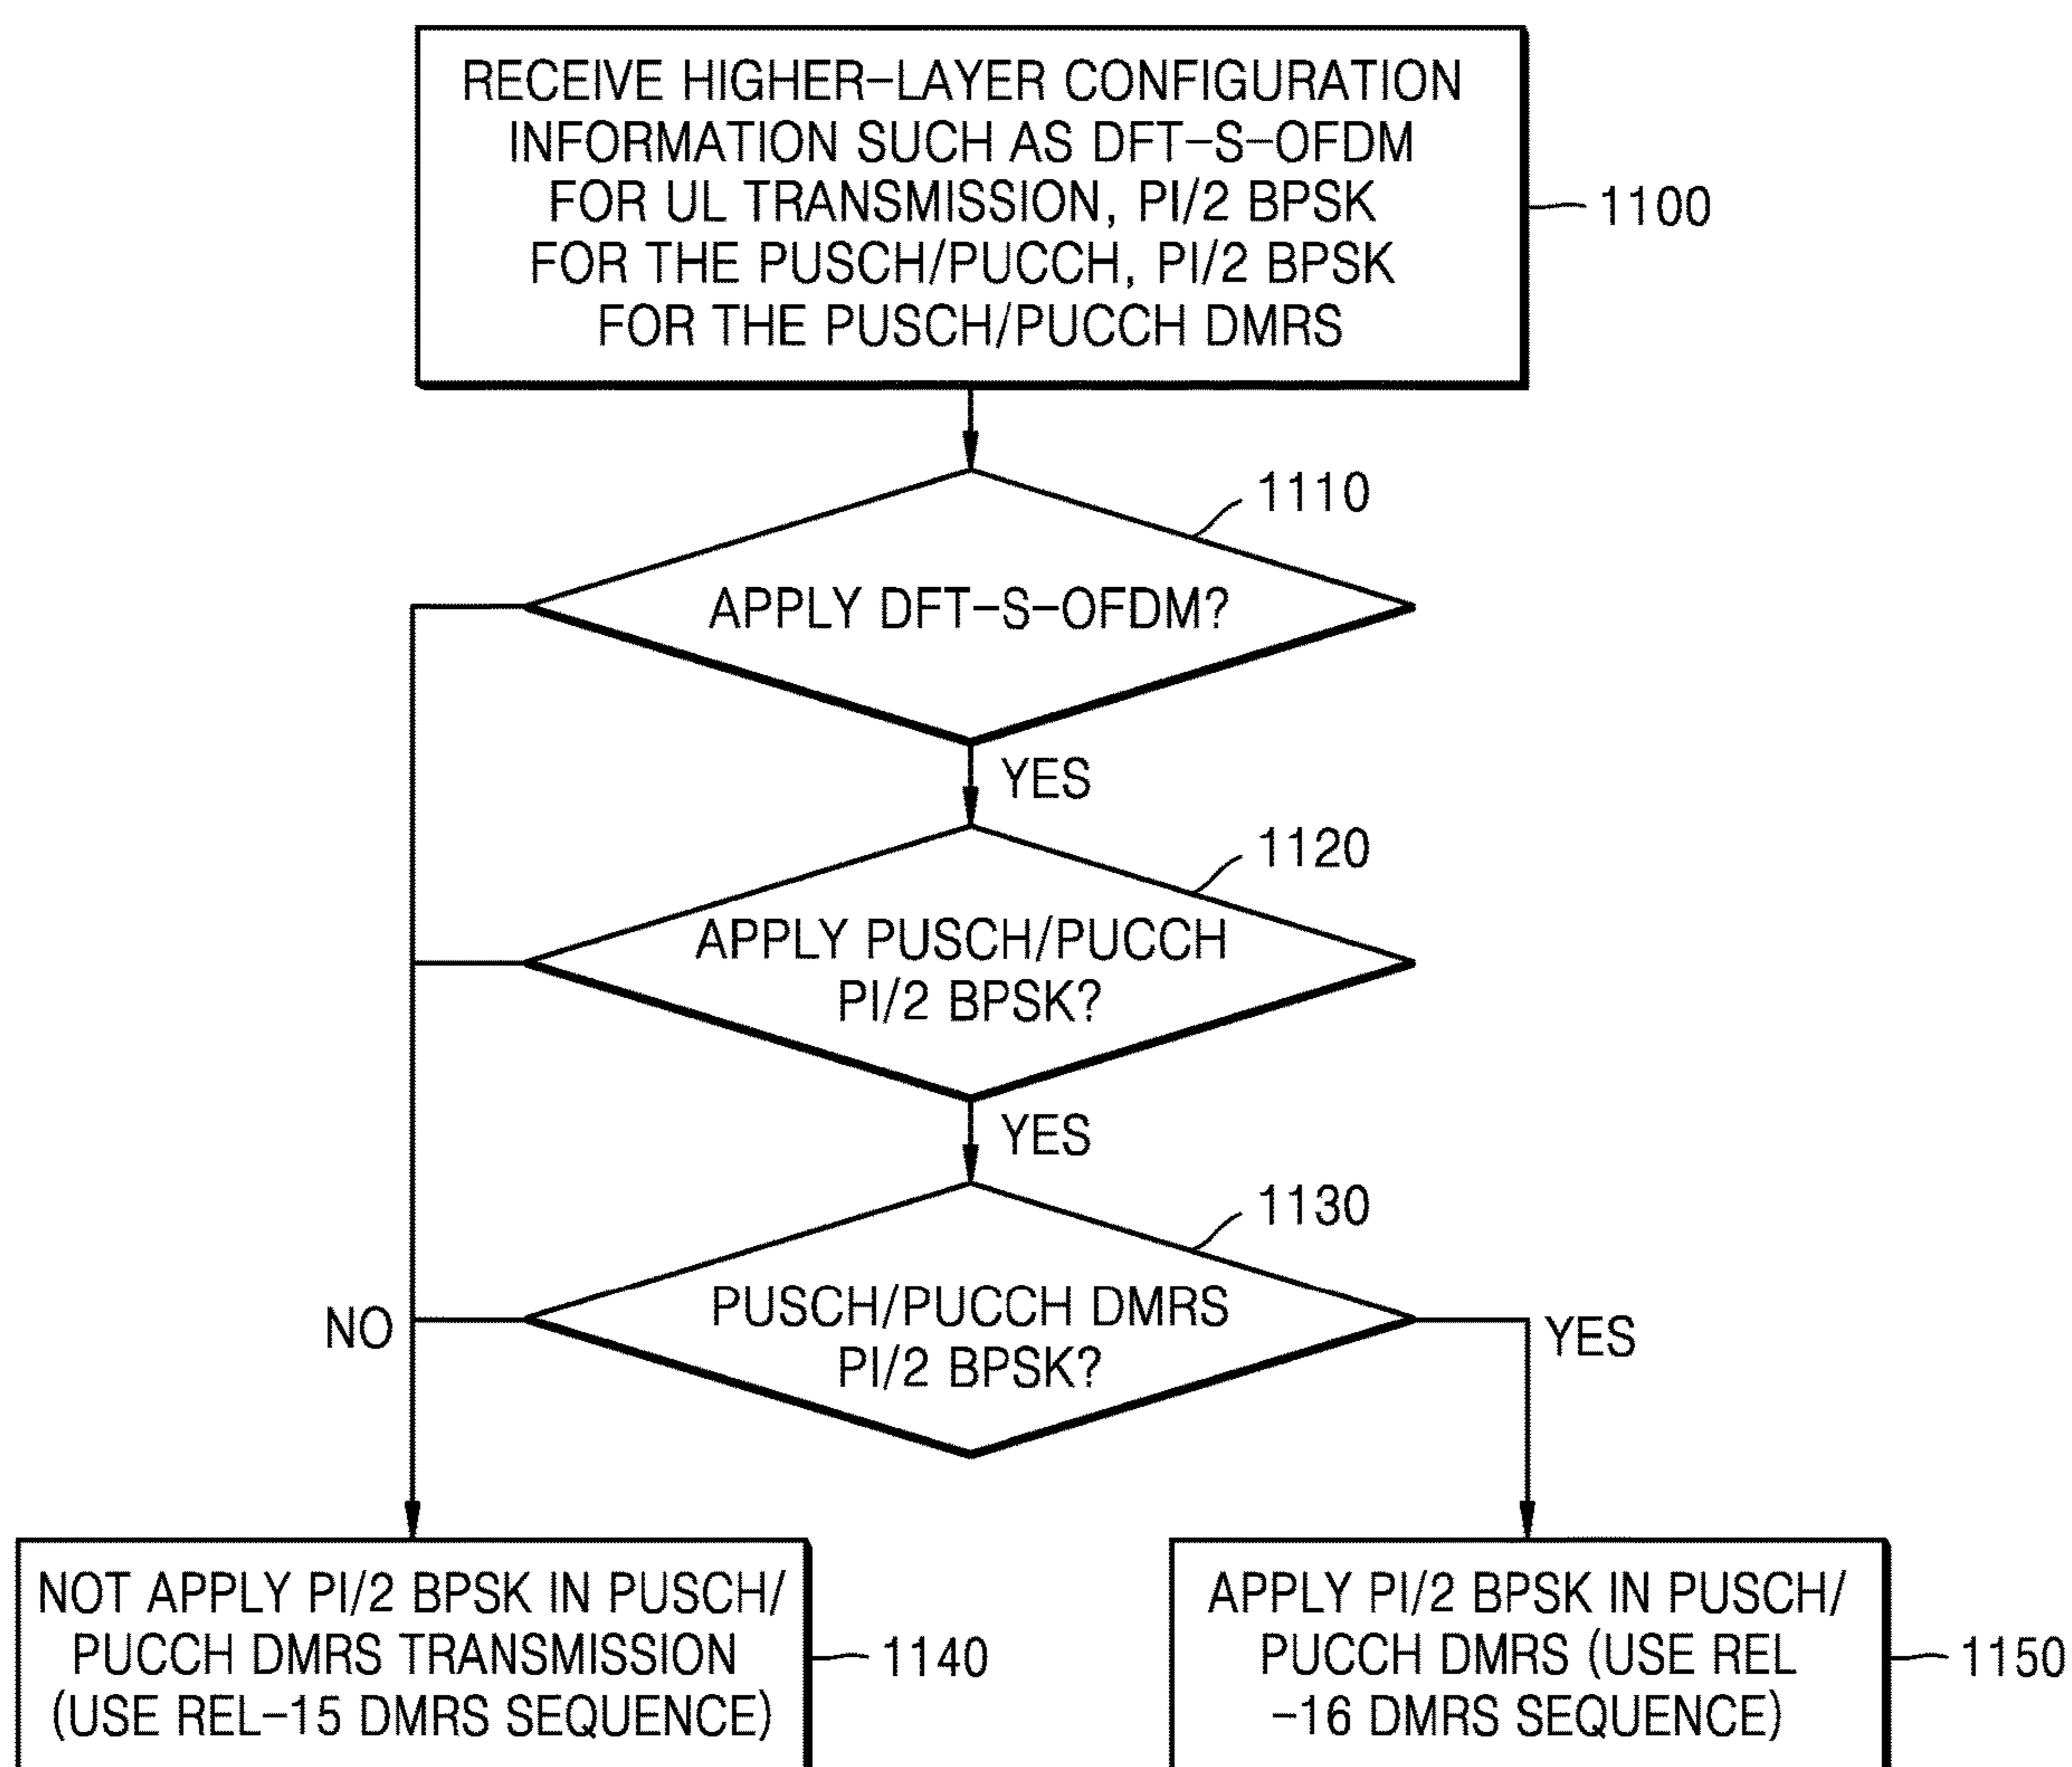 RECEIVE HIGHER-LAYER CONFIGURATION
INFORMATION SUCH AS DFT-S-OFDM
FOR UL TRANSMISSION, PI/2 BPSK
FOR THE PUSCH/PUCCH, PI/2 BPSK
FOR THE PUSCH/PUCCH DMRS
1100
1110
APPLY DFT-S-OFDM?
YES
1120
APPLY PUSCH/PUCCH
PI/2 BPSK?
YES
1130
PUSCH/PUCCH DMRS
PI/2 BPSK?
NO
YES
NOT APPLY PI/2 BPSK IN PUSCH/
PUCCH DMRS TRANSMISSION
(USE REL-15 DMRS SEQUENCE)
1140
APPLY PI/2 BPSK IN PUSCH/
PUCCH DMRS (USE REL
-16 DMRS SEQUENCE)
1150